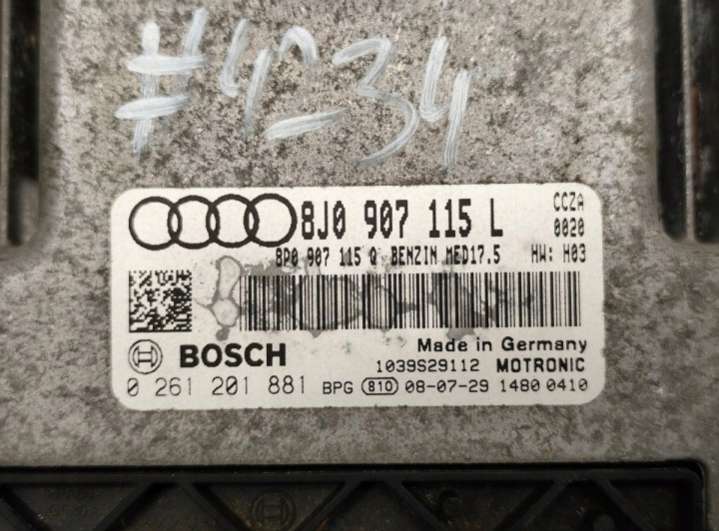 #42_34
8J0 907 115 L
CCZA
0020
8P0 907 115 Q BENZIN MED17.5 HW: H03
Made in Germany
BOSCH
1039S29112 MOTRONIC
0 261 201 881 BPG 810 08-07-29 1480 0410